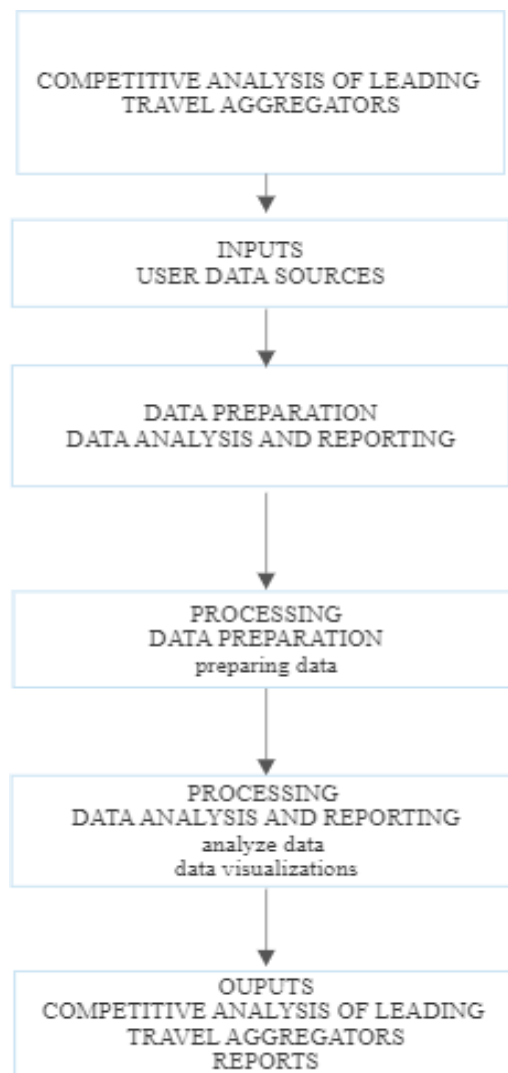 COMPETITIVE ANALYSIS OF LEADING
TRAVEL AGGREGATORS
INPUTS
USER DATA SOURCES
DATA PREPARATION
DATA ANALYSIS AND REPORTING
PROCESSING
DATA PREPARATION
preparing data
PROCESSING
DATA ANALYSIS AND REPORTING
analyze data
data visualizations
OUPUTS
COMPETITIVE ANALYSIS OF LEADING
TRAVEL AGGREGATORS
REPORTS